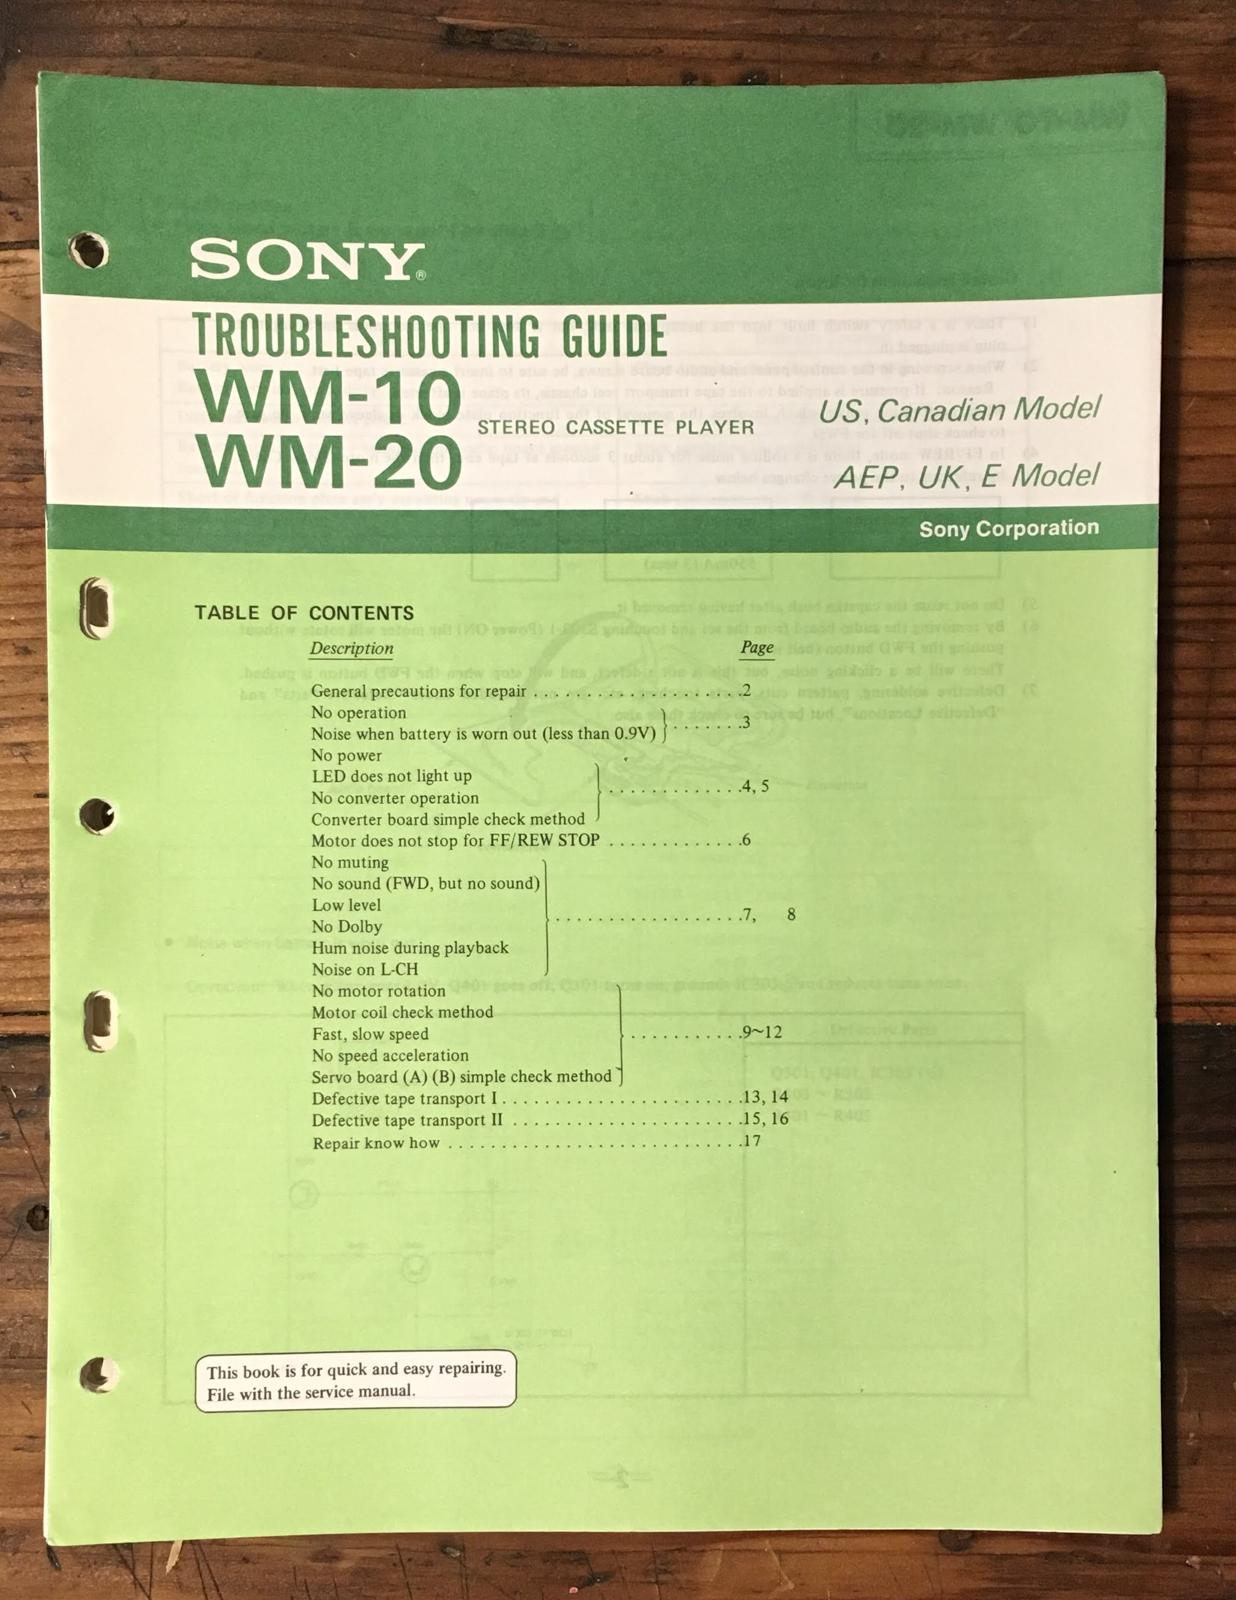 SONY®
TROUBLESHOOTING GUIDE
WM-10
US, Canadian Model
STEREO CASSETTE PLAYER
WM-20
AEP, UK, E Model
Sony Corporation
TABLE OF CONTENTS
Description Page
General precautions for repair . . . . . . . . . . . . . . . . . . . .2
No operation
Noise when battery is worn out (less than 0.9V) } . . . . . . . .3
No power
LED does not light up
No converter operation
Converter board simple check method } . . . . . . . . . . . . .4, 5
Motor does not stop for FF/REW STOP . . . . . . . . . . . . .6
No muting
No sound (FWD, but no sound)
Low level
No Dolby
Hum noise during playback
Noise on L-CH } . . . . . . . . . . . . . . . . . .7, 8
No motor rotation
Motor coil check method
Fast, slow speed
No speed acceleration
Servo board (A) (B) simple check method } . . . . . . . . . . .9~12
Defective tape transport I . . . . . . . . . . . . . . . . . . . . . . .13, 14
Defective tape transport II . . . . . . . . . . . . . . . . . . . . . .15, 16
Repair know how . . . . . . . . . . . . . . . . . . . . . . . . . . . .17
This book is for quick and easy repairing.
File with the service manual.